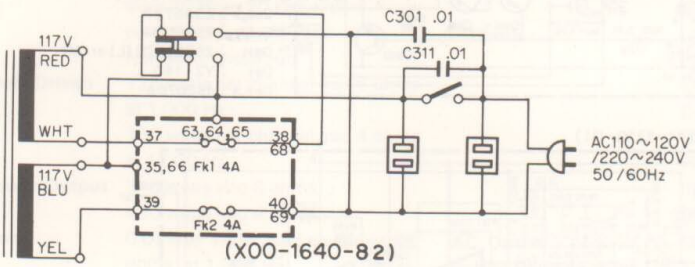 117V
RED
WHT
117V
BLU
YEL
37
63,64,65
38
68
35,66 Fk1 4A
39
Fk2 4A
40
69
(X00-1640-82)
C301 .01
C311 .01
AC110~120V
/220~240V
50/60Hz